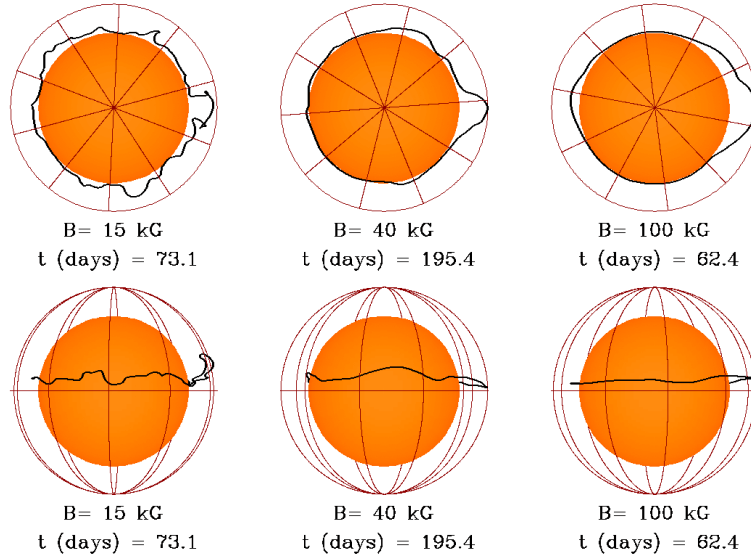 B= 15 kG
t (days) = 73.1
B= 40 kG
t (days) = 195.4
B= 100 kG
t (days) = 62.4
B= 15 kG
t (days) = 73.1
B= 40 kG
t (days) = 195.4
B= 100 kG
t (days) = 62.4